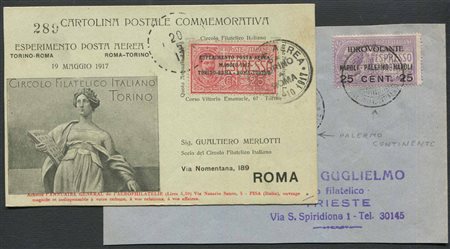 289
CARTOLINA POSTALE COMMEMORATIVA
ESPERIMENTO POSTA AEREA
TORINO-ROMA ROMA-TORINO
19 MAGGIO 1917
CIRCOLO FILATELICO ITALIANO
TORINO
Circolo Filatelico Italiano
ESPERIMENTO POSTA AEREA
MAGGIO 1917
TORINO-ROMA · ROMA-TORINO
Corso Vittorio Emanuele, 67 - Torino
Sig. GUALTIERO MERLOTTI
Socio del Circolo Filatelico Italiano
Via Nomentana, 189
ROMA
IDROVOLANTE
ESPRESSO
NAPOLI - PALERMO - NAPOLI
25 CENT. 25
PALERMO
CONTINENTE
GUGLIELMO
filatelico
TRIESTE
Via S. Spiridione 1 - Tel. 30145